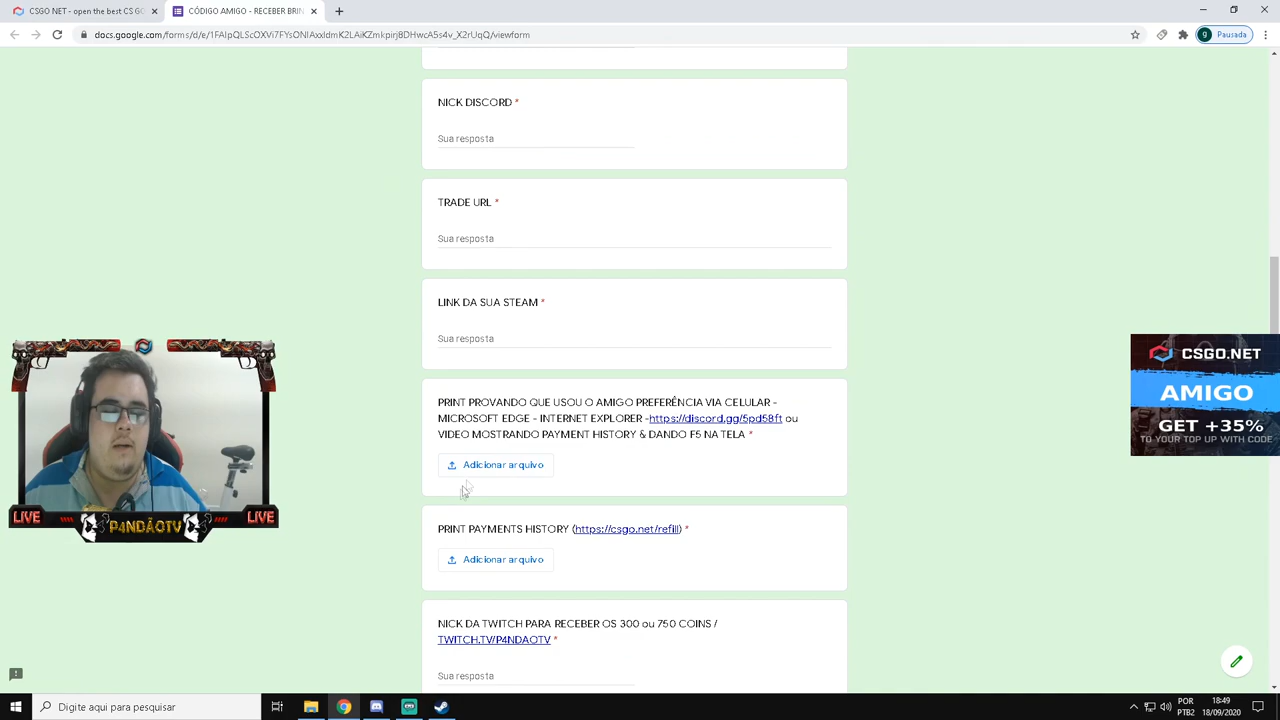 CSGO NET - open the best CS GO
CÓDIGO AMIGO - RECEBER BRIN
docs.google.com/forms/d/e/1FAIpQLScOXVi7FYsONIAxxldmK2LAiKZmkpirj8DHwcA5s4v_X2rUqQ/viewform
g Pausada
NICK DISCORD *
Sua resposta
TRADE URL *
Sua resposta
LINK DA SUA STEAM *
Sua resposta
PRINT PROVANDO QUE USOU O AMIGO PREFERÊNCIA VIA CELULAR -
MICROSOFT EDGE - INTERNET EXPLORER -https://discord.gg/5pd58ft ou
VIDEO MOSTRANDO PAYMENT HISTORY & DANDO F5 NA TELA *
Adicionar arquivo
PRINT PAYMENTS HISTORY (https://csgo.net/refill) *
Adicionar arquivo
NICK DA TWITCH PARA RECEBER OS 300 ou 750 COINS /
TWITCH.TV/P4NDAOTV *
Sua resposta
LIVE
P4NDÃOTV
LIVE
CSGO.NET
AMIGO
GET +35%
TO YOUR TOP UP WITH CODE
Digite aqui para pesquisar
POR
PTB2
18:49
18/09/2020